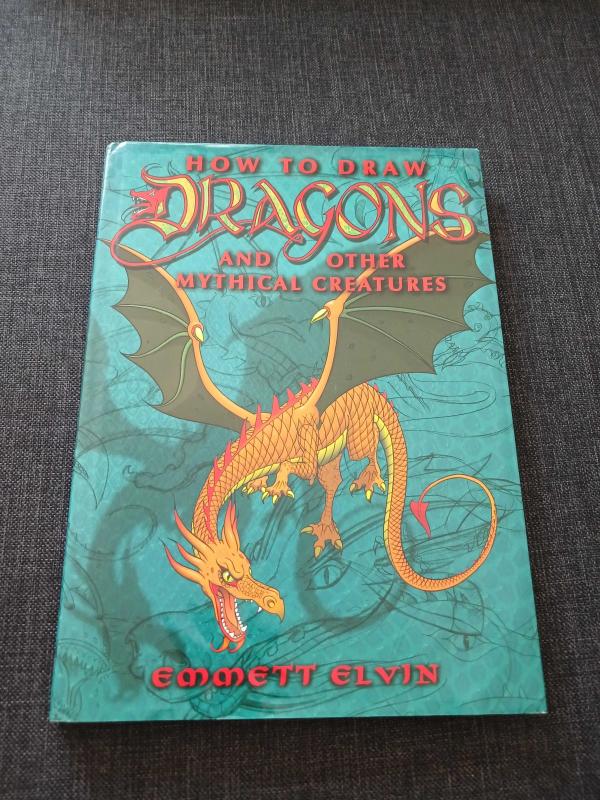 HOW TO DRAW
DRAGONS
AND OTHER
MYTHICAL CREATURES
EMMETT ELVIN